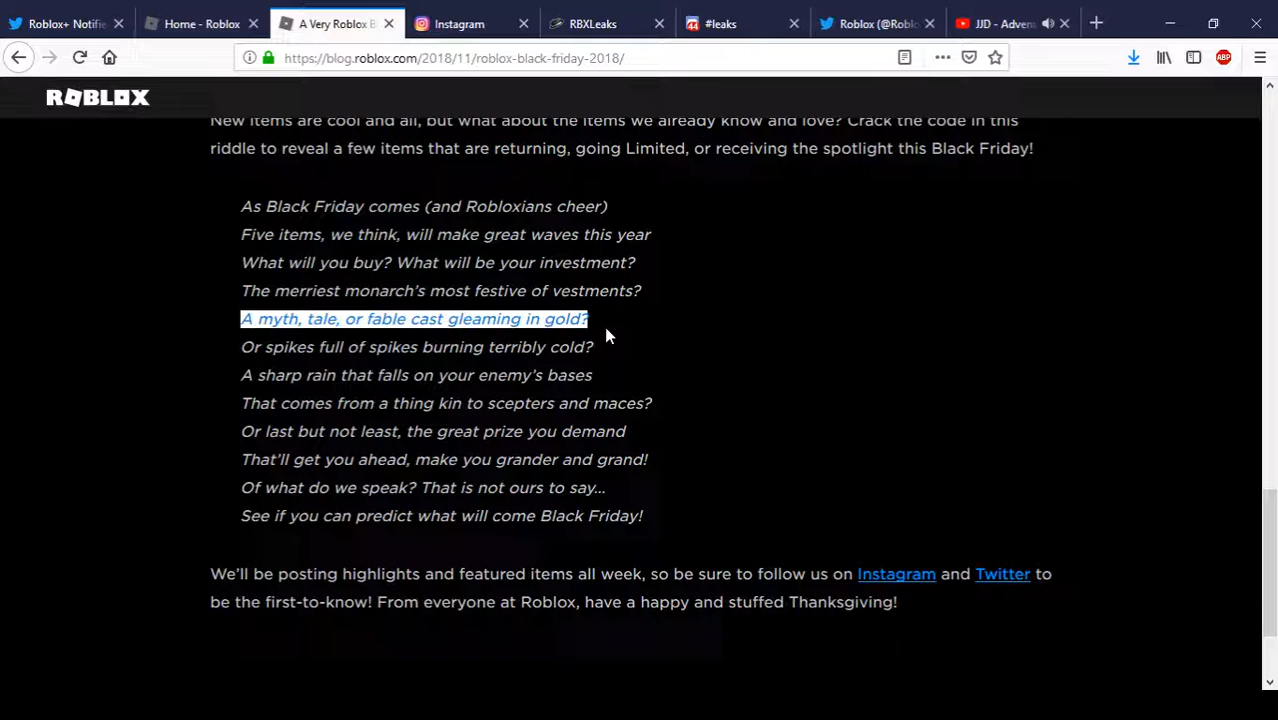 Roblox+ Notifi
Home - Roblox
A Very Roblox B
Instagram
RBXLeaks
#leaks
Roblox (@Roblo
JJD - Adven
https://blog.roblox.com/2018/11/roblox-black-friday-2018/
ABP
ROBLOX
New items are cool and all, but what about the items we already know and love? Crack the code in this
riddle to reveal a few items that are returning, going Limited, or receiving the spotlight this Black Friday!
As Black Friday comes (and Robloxians cheer)
Five items, we think, will make great waves this year
What will you buy? What will be your investment?
The merriest monarch's most festive of vestments?
A myth, tale, or fable cast gleaming in gold?
Or spikes full of spikes burning terribly cold?
A sharp rain that falls on your enemy's bases
That comes from a thing kin to scepters and maces?
Or last but not least, the great prize you demand
That'll get you ahead, make you grander and grand!
Of what do we speak? That is not ours to say...
See if you can predict what will come Black Friday!
We'll be posting highlights and featured items all week, so be sure to follow us on Instagram and Twitter to
be the first-to-know! From everyone at Roblox, have a happy and stuffed Thanksgiving!